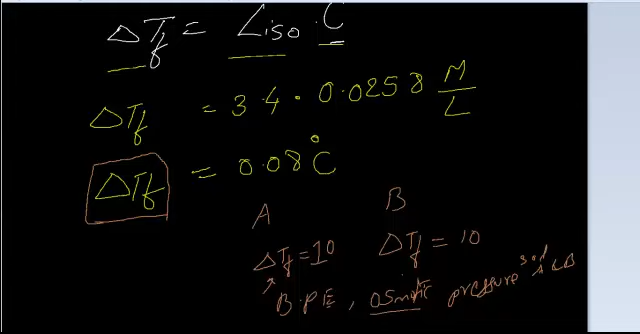 ΔTf = Liso . C
ΔTf = 3.4 . 0.0258 M/L
ΔTf = 0.08°C
A B
ΔTf = 10 ΔTf = 10
B.P.E, osmotic pressure